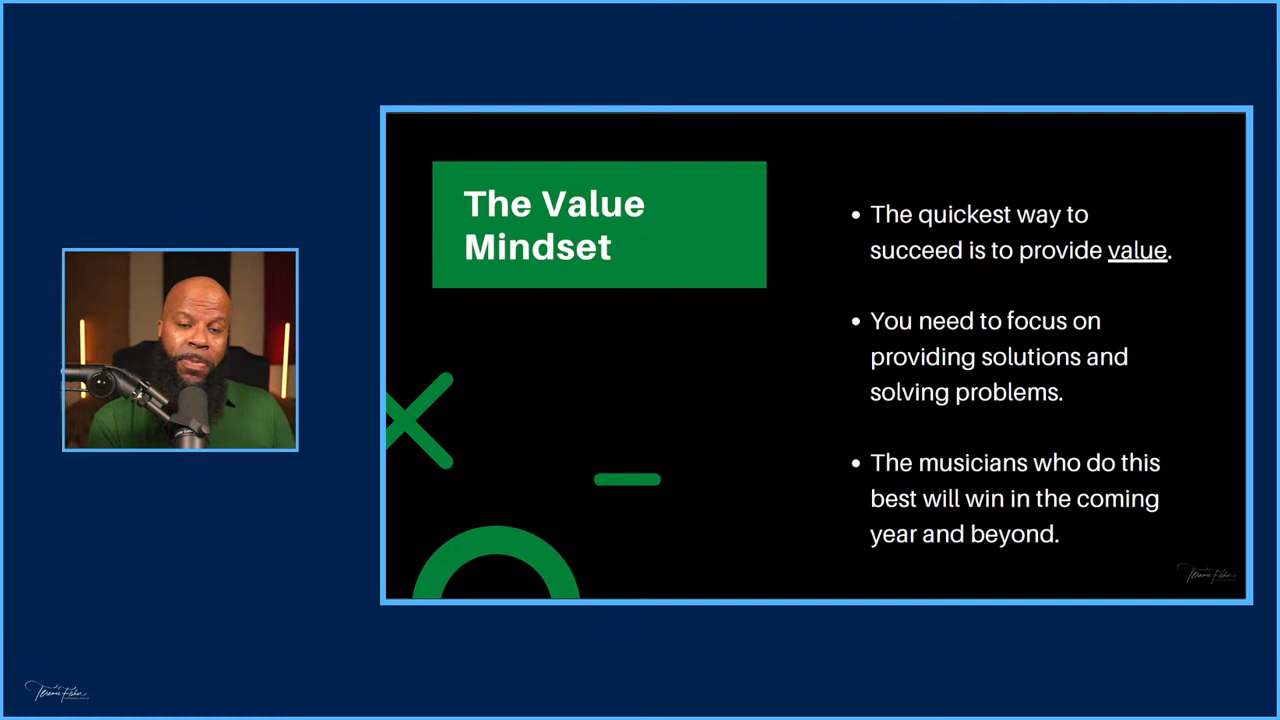 The Value
Mindset
• The quickest way to
succeed is to provide value.
• You need to focus on
providing solutions and
solving problems.
• The musicians who do this
best will win in the coming
year and beyond.